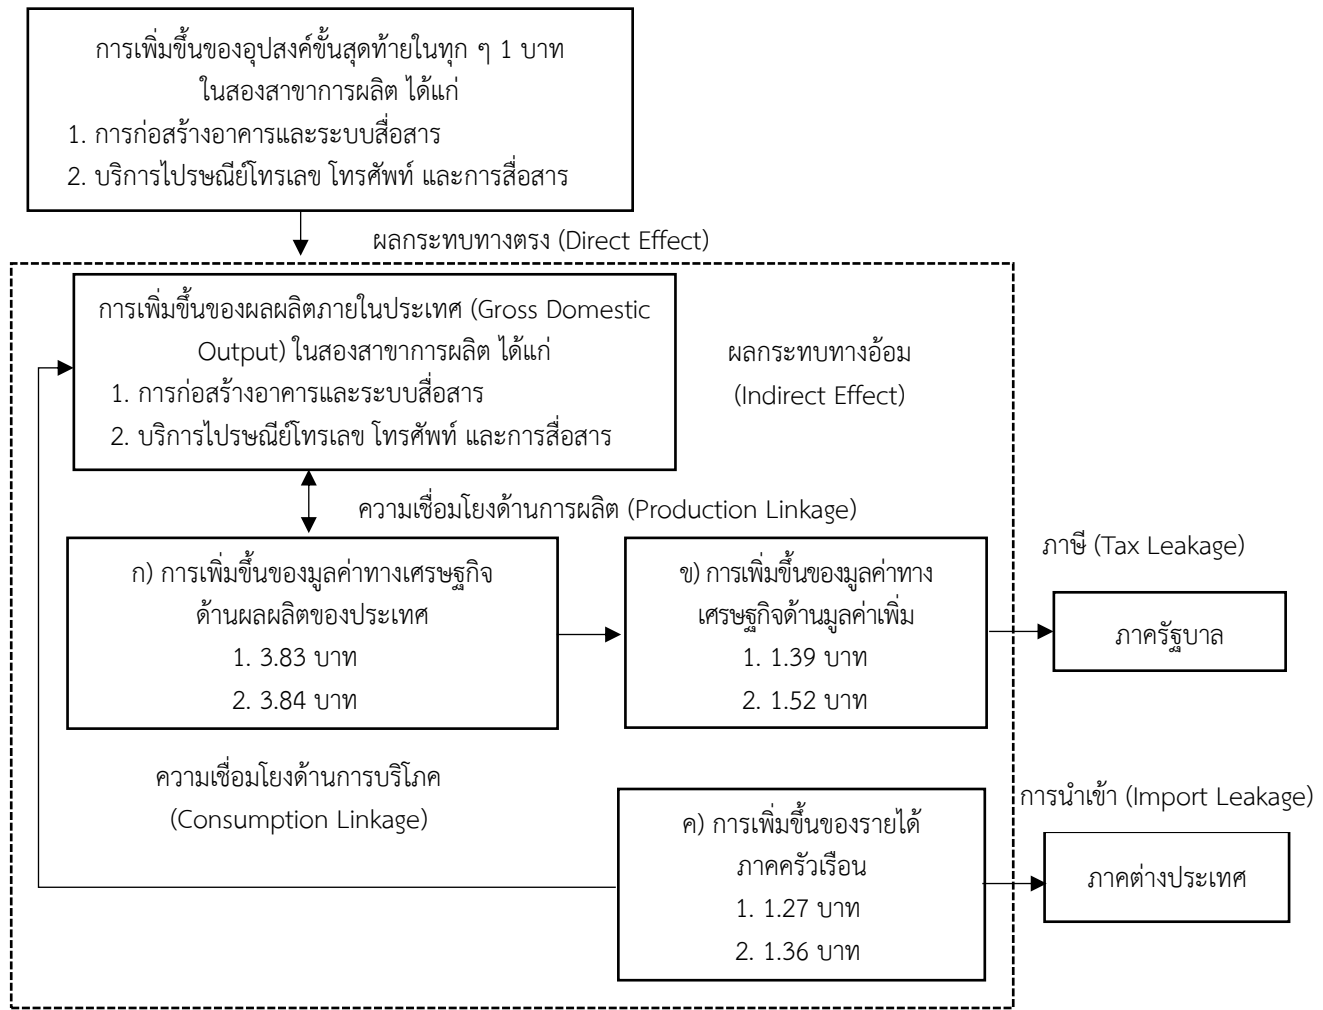 การเพิ่มขึ้นของอุปสงค์ขั้นสุดท้ายในทุก ๆ 1 บาท
ในสองสาขาการผลิต ได้แก่
1. การก่อสร้างอาคารและระบบสื่อสาร
2. บริการไปรษณีย์โทรเลข โทรศัพท์ และการสื่อสาร
ผลกระทบทางตรง (Direct Effect)
การเพิ่มขึ้นของผลผลิตภายในประเทศ (Gross Domestic
Output) ในสองสาขาการผลิต ได้แก่
1. การก่อสร้างอาคารและระบบสื่อสาร
2. บริการไปรษณีย์โทรเลข โทรศัพท์ และการสื่อสาร
ผลกระทบทางอ้อม
(Indirect Effect)
ความเชื่อมโยงด้านการผลิต (Production Linkage)
ก) การเพิ่มขึ้นของมูลค่าทางเศรษฐกิจ
ด้านผลผลิตของประเทศ
1. 3.83 บาท
2. 3.84 บาท
ข) การเพิ่มขึ้นของมูลค่าทาง
เศรษฐกิจด้านมูลค่าเพิ่ม
1. 1.39 บาท
2. 1.52 บาท
ภาษี (Tax Leakage)
ภาครัฐบาล
ความเชื่อมโยงด้านการบริโภค
(Consumption Linkage)
ค) การเพิ่มขึ้นของรายได้
ภาคครัวเรือน
1. 1.27 บาท
2. 1.36 บาท
การนำเข้า (Import Leakage)
ภาคต่างประเทศ